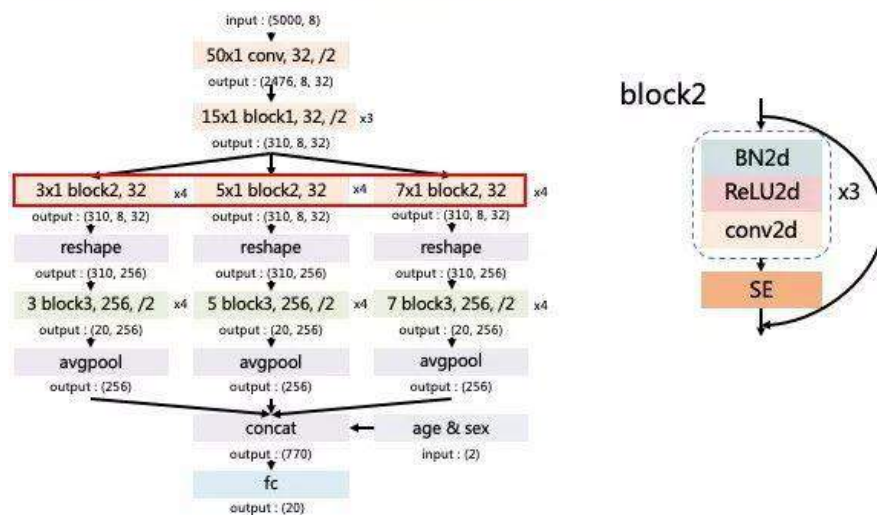 input : (5000, 8)
50x1 conv, 32, /2
output : (2476, 8, 32)
15x1 block1, 32, /2 x3
output : (310, 8, 32)
3x1 block2, 32 x4 5x1 block2, 32 x4 7x1 block2, 32 x4
output : (310, 8, 32) output : (310, 8, 32) output : (310, 8, 32)
reshape reshape reshape
output : (310, 256) output : (310, 256) output : (310, 256)
3 block3, 256, /2 x4 5 block3, 256, /2 x4 7 block3, 256, /2 x4
output : (20, 256) output : (20, 256) output : (20, 256)
avgpool avgpool avgpool
output : (256) output : (256) output : (256)
concat age & sex
output : (770) input : (2)
fc
output : (20)
block2
BN2d
ReLU2d x3
conv2d
SE